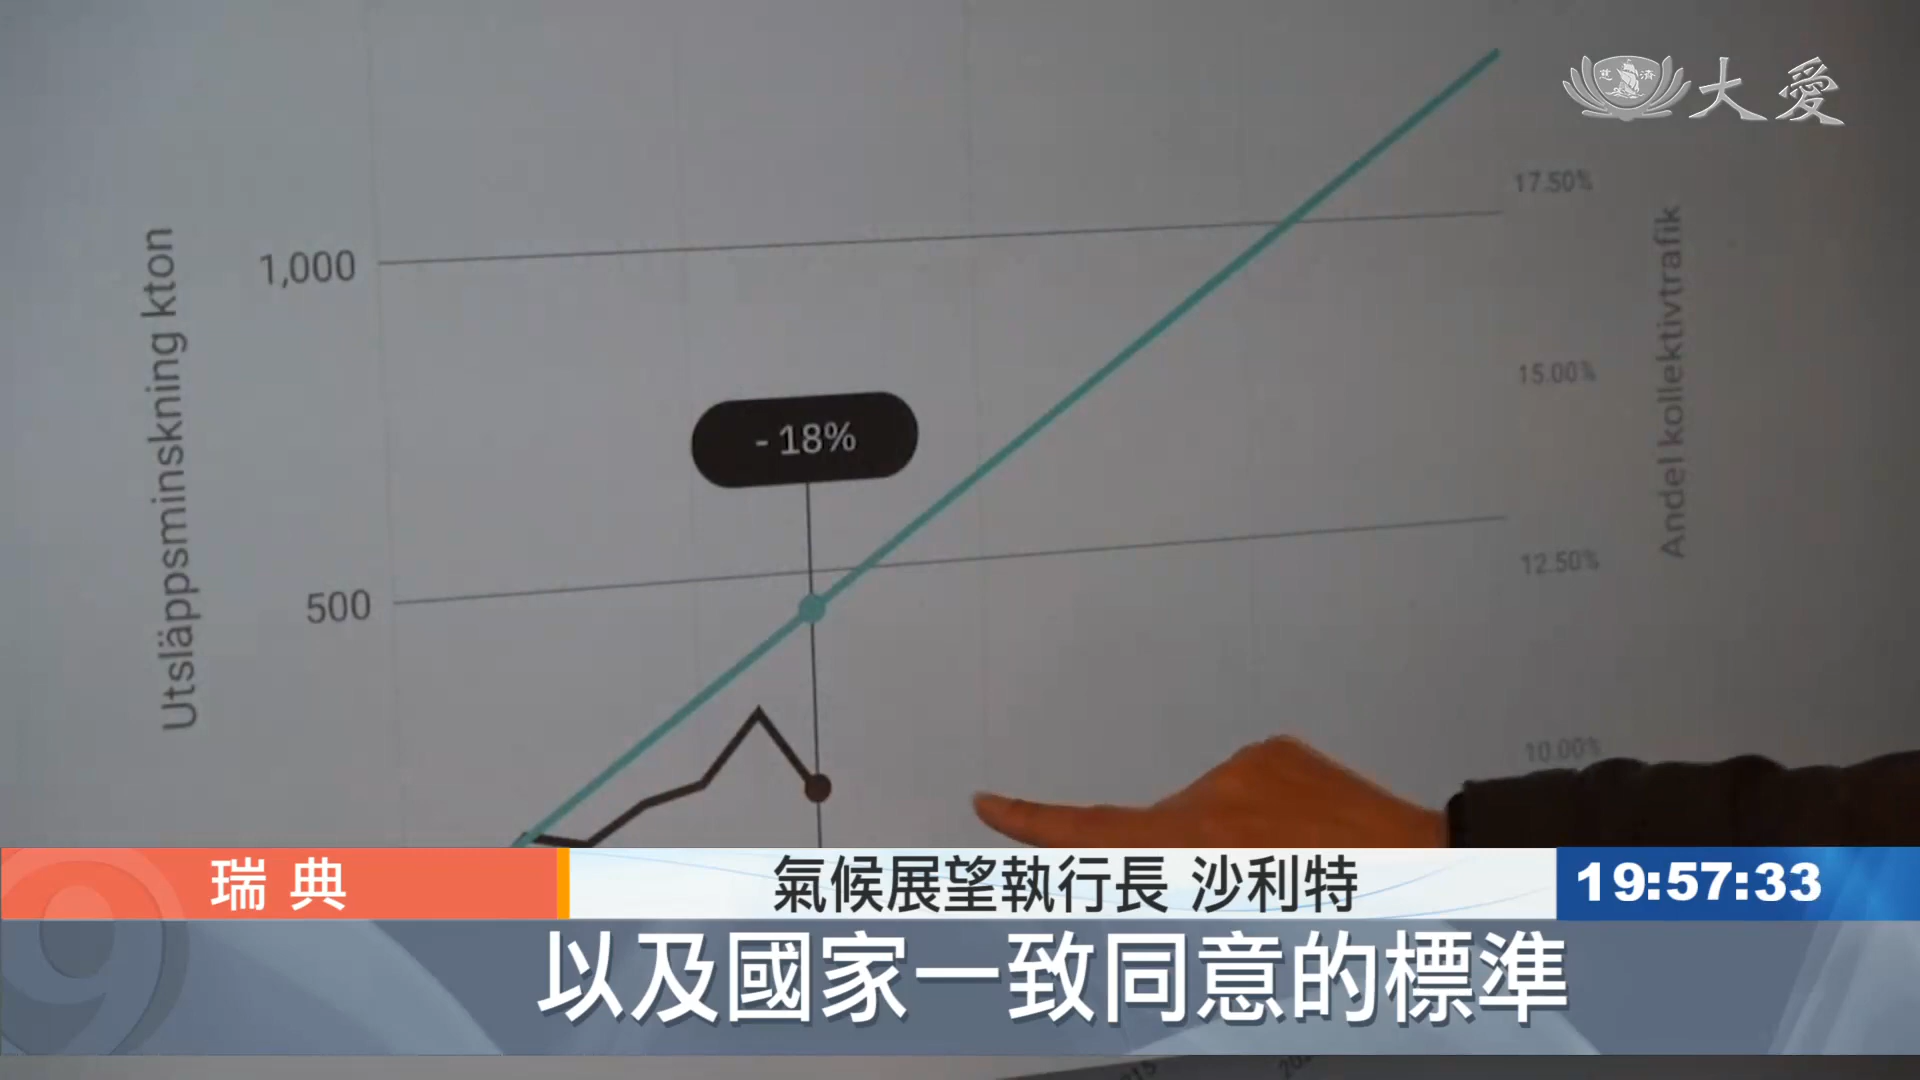 慈濟
大愛
17.50%
1,000
Utsläppsminskning kton
Andel kollektivtrafik
15.00%
- 18%
12.50%
500
10.00%
瑞典
氣候展望執行長 沙利特
19:57:33
以及國家一致同意的標準